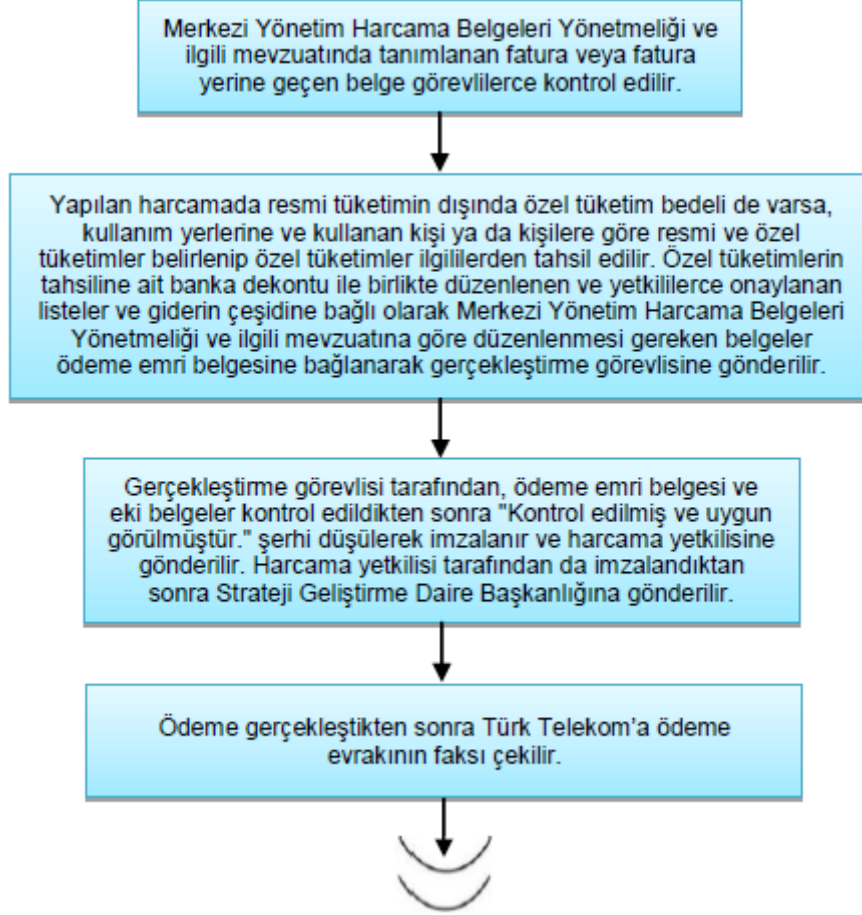 Merkezi Yönetim Harcama Belgeleri Yönetmeliği ve
ilgili mevzuatında tanımlanan fatura veya fatura
yerine geçen belge görevlilerce kontrol edilir.
Yapılan harcamada resmi tüketimin dışında özel tüketim bedeli de varsa,
kullanım yerlerine ve kullanan kişi ya da kişilere göre resmi ve özel
tüketimler belirlenip özel tüketimler ilgililerden tahsil edilir. Özel tüketimlerin
tahsiline ait banka dekontu ile birlikte düzenlenen ve yetkililerce onaylanan
listeler ve giderin çeşidine bağlı olarak Merkezi Yönetim Harcama Belgeleri
Yönetmeliği ve ilgili mevzuatına göre düzenlenmesi gereken belgeler
ödeme emri belgesine bağlanarak gerçekleştirme görevlisine gönderilir.
Gerçekleştirme görevlisi tarafından, ödeme emri belgesi ve
eki belgeler kontrol edildikten sonra "Kontrol edilmiş ve uygun
görülmüştür." şerhi düşülerek imzalanır ve harcama yetkilisine
gönderilir. Harcama yetkilisi tarafından da imzalandıktan
sonra Strateji Geliştirme Daire Başkanlığına gönderilir.
Ödeme gerçekleştikten sonra Türk Telekom’a ödeme
evrakının faksı çekilir.